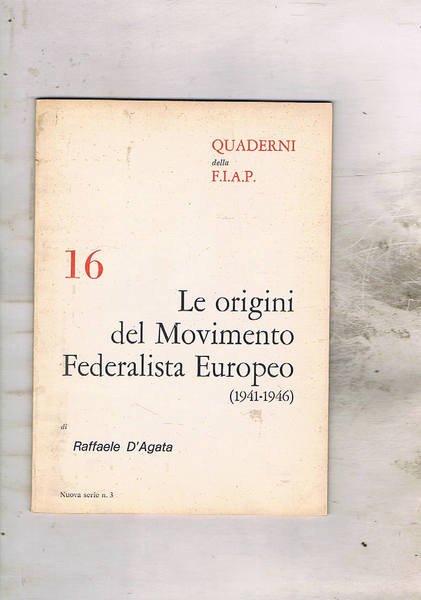 QUADERNI
della
F.I.A.P.
16
Le origini
del Movimento
Federalista Europeo
(1941-1946)
di
Raffaele D'Agata
Nuova serie n. 3